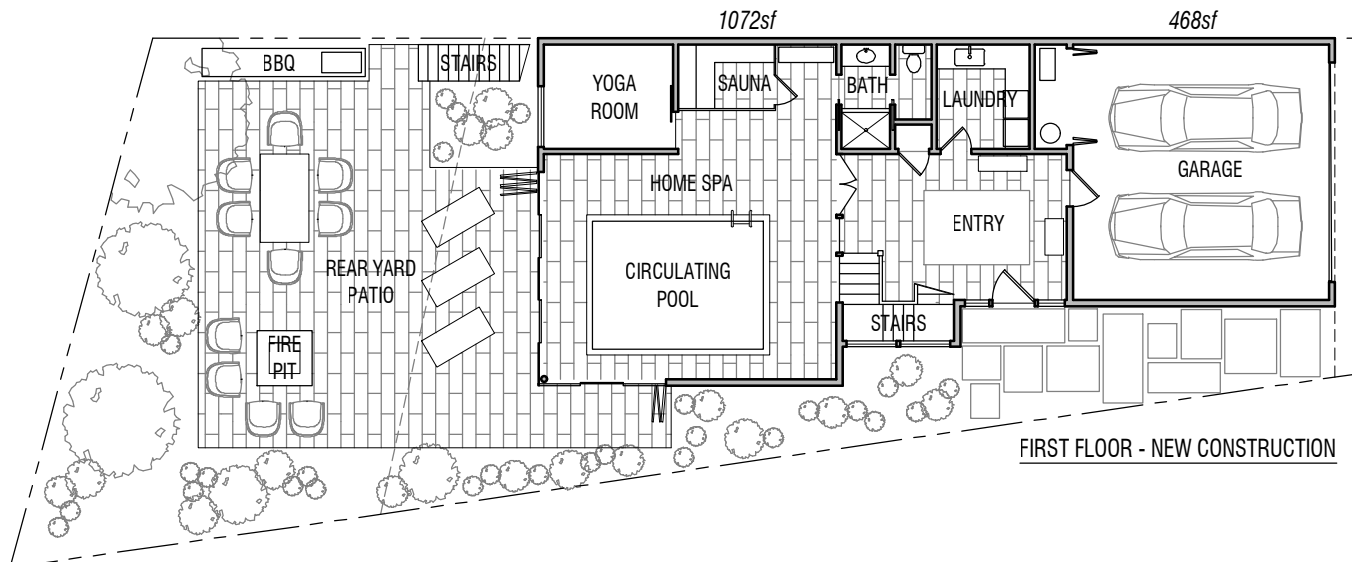 1072sf
468sf
BBQ
STAIRS
YOGA
ROOM
SAUNA
BATH
LAUNDRY
GARAGE
HOME SPA
ENTRY
REAR YARD
PATIO
CIRCULATING
POOL
STAIRS
FIRE
PIT
FIRST FLOOR - NEW CONSTRUCTION